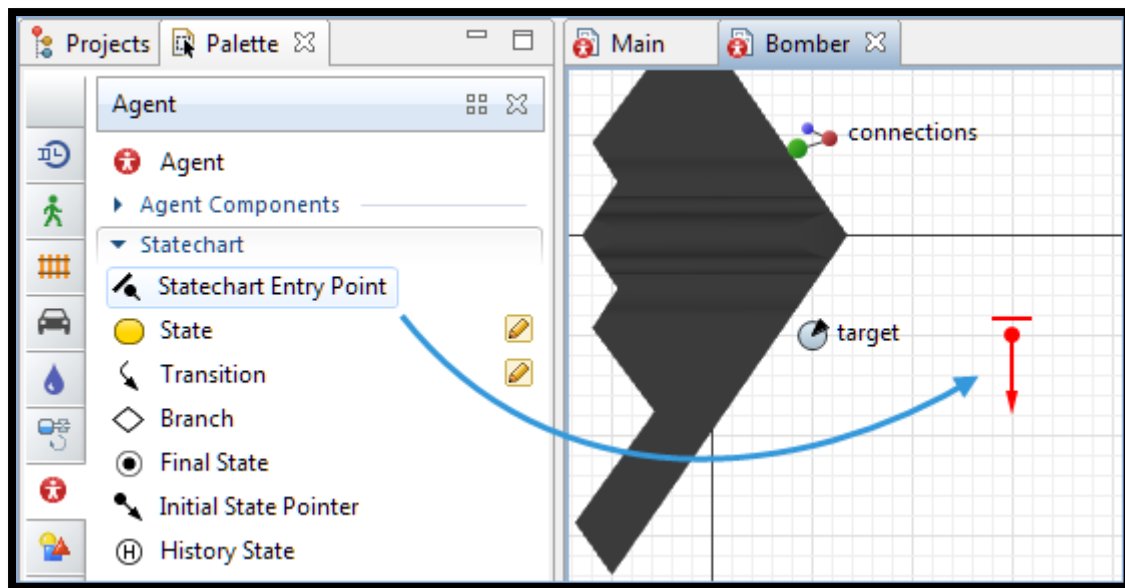 Projects
Palette
Main
Bomber
Agent
Agent
Agent Components
Statechart
Statechart Entry Point
State
Transition
Branch
Final State
Initial State Pointer
H History State
connections
target